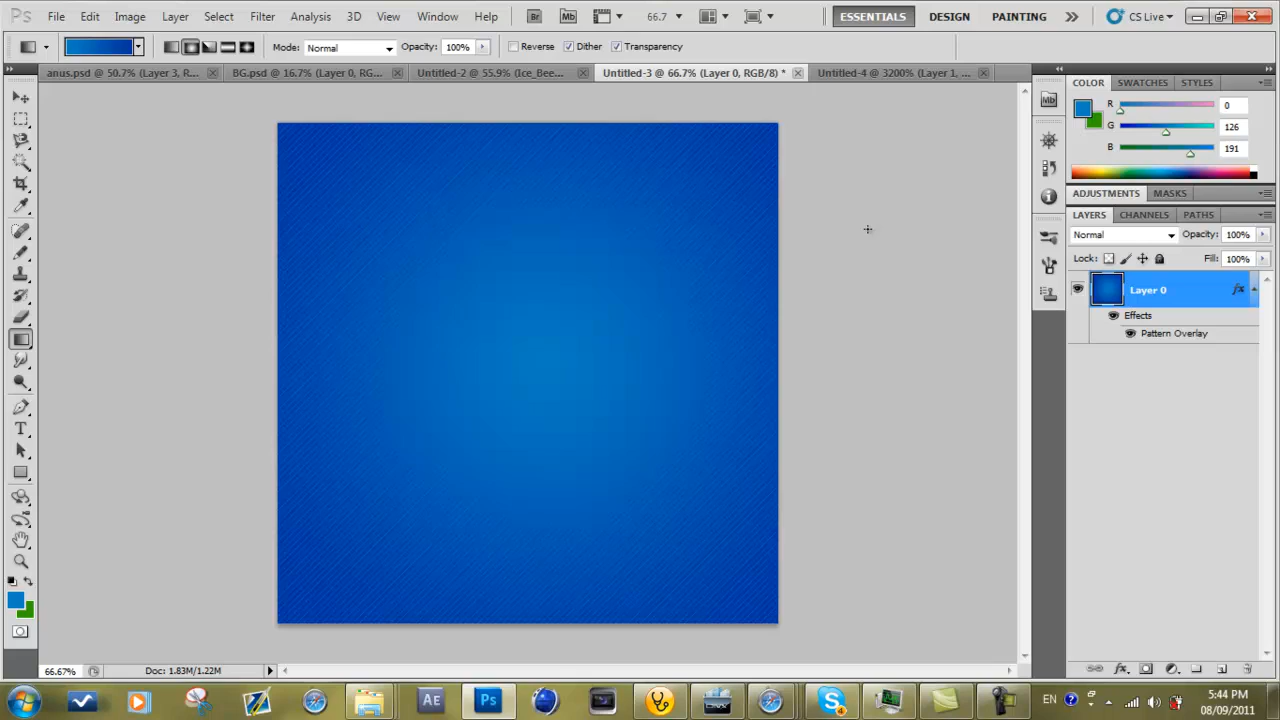 Ps File Edit Image Layer Select Filter Analysis 3D View Window Help Br Mb 66.7 ESSENTIALS DESIGN PAINTING CS Live
Mode: Normal Opacity: 100% Reverse Dither Transparency
anus.psd @ 50.7% (Layer 3, R... BG.psd @ 16.7% (Layer 0, RG... Untitled-2 @ 55.9% (Ice_Bee... Untitled-3 @ 66.7% (Layer 0, RGB/8) * Untitled-4 @ 3200% (Layer 1, ...
COLOR SWATCHES STYLES
Mb
R 0
G 126
B 191
ADJUSTMENTS MASKS
LAYERS CHANNELS PATHS
Normal Opacity: 100%
Lock: Fill: 100%
Layer 0 fx
Effects
Pattern Overlay
T
66.67% Doc: 1.83M/1.22M
fx
AE Ps S 4 EN 5:44 PM
08/09/2011